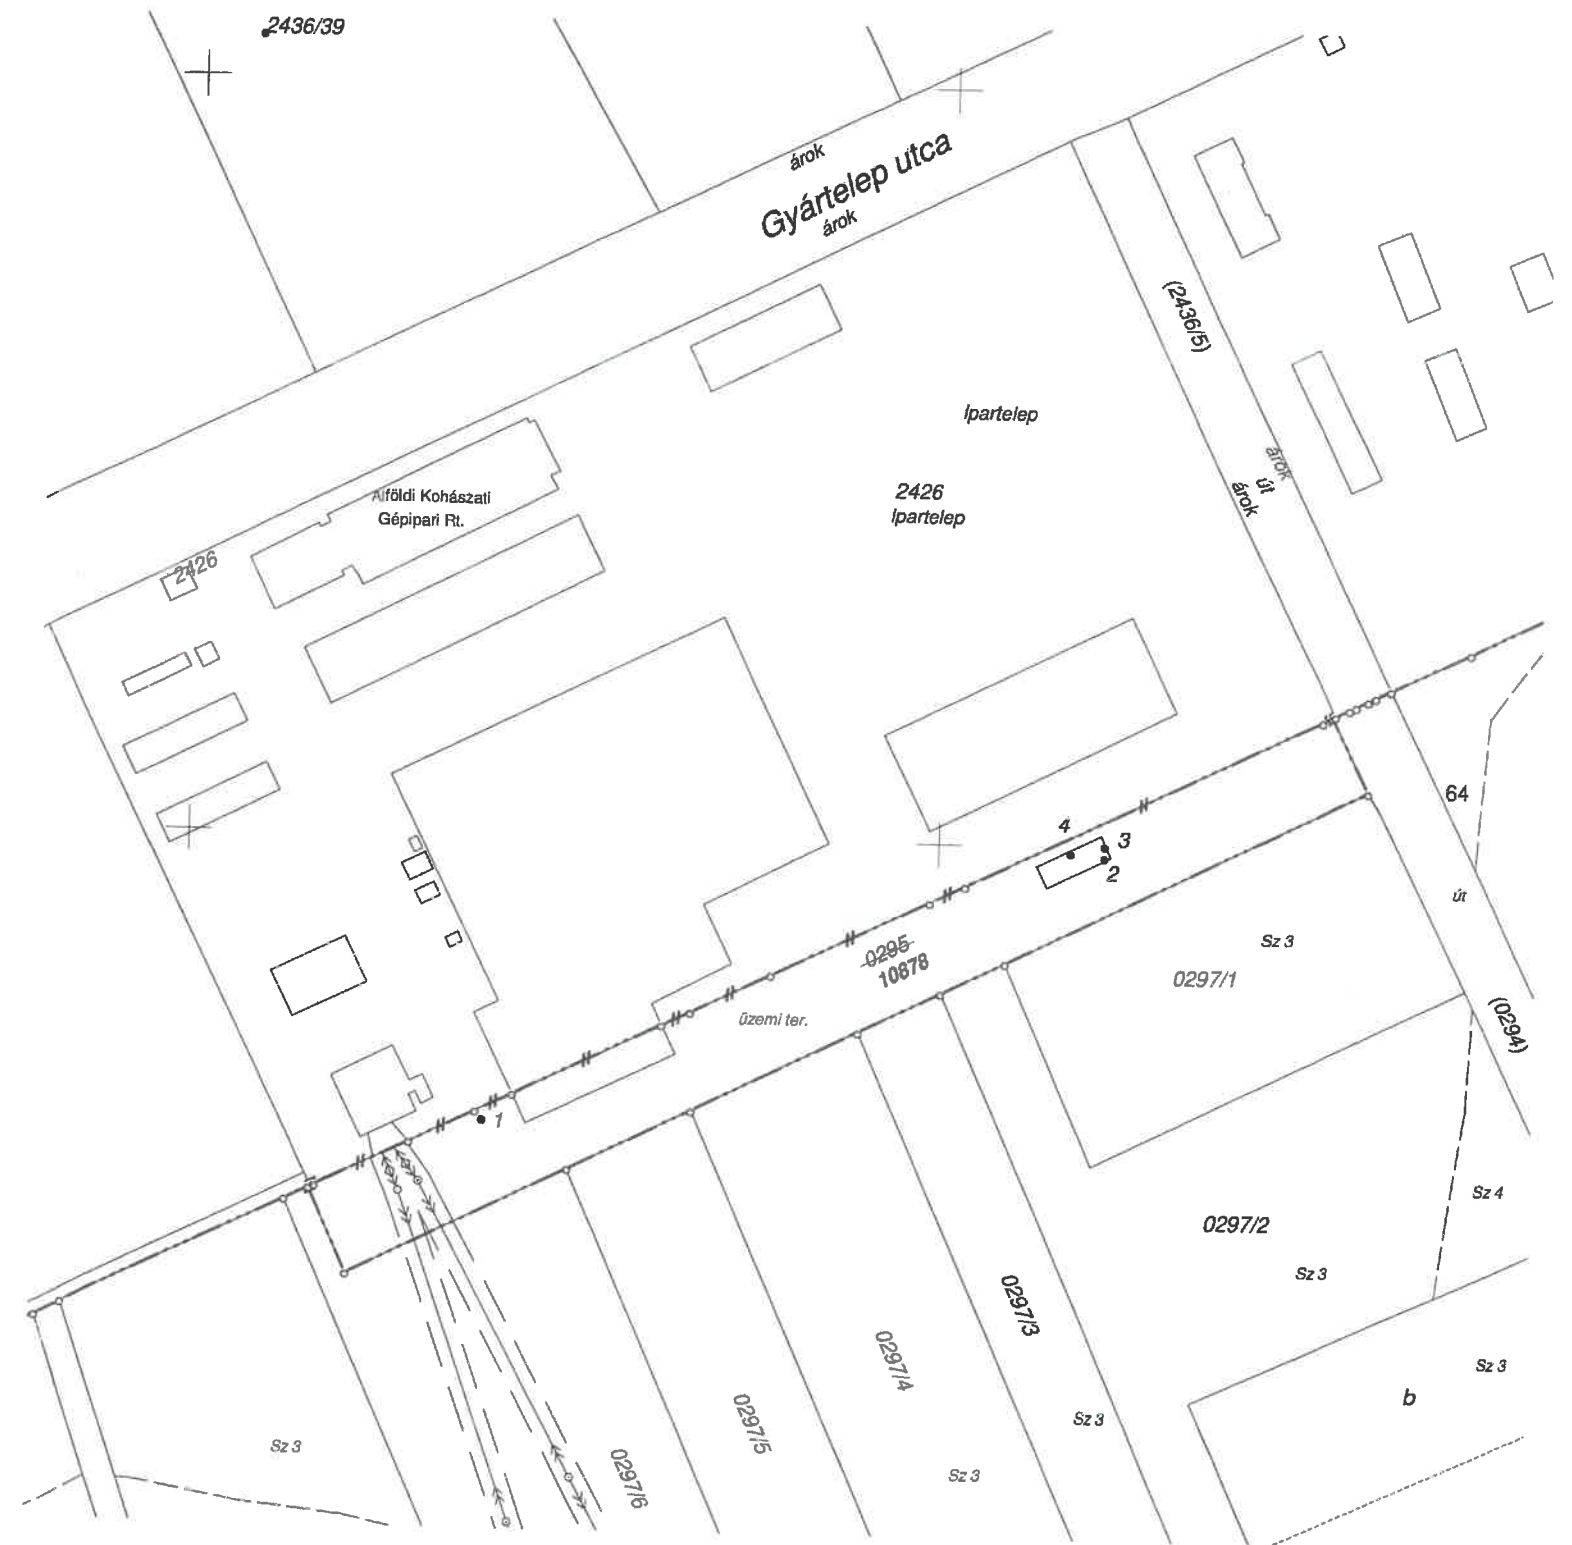 2436/39
árok
Gyártelep utca
árok
(2436/5)
Ipartelep
Alföldi Kohászati
Gépipari Rt.
2426
Ipartelep
árok
út
árok
2426
64
4
3
2
út
0295
10878
Sz 3
0297/1
üzemi ter.
(0294)
1
Sz 4
0297/2
Sz 3
0297/3
0297/4
Sz 3
b
0297/5
Sz 3
Sz 3
0297/6
Sz 3